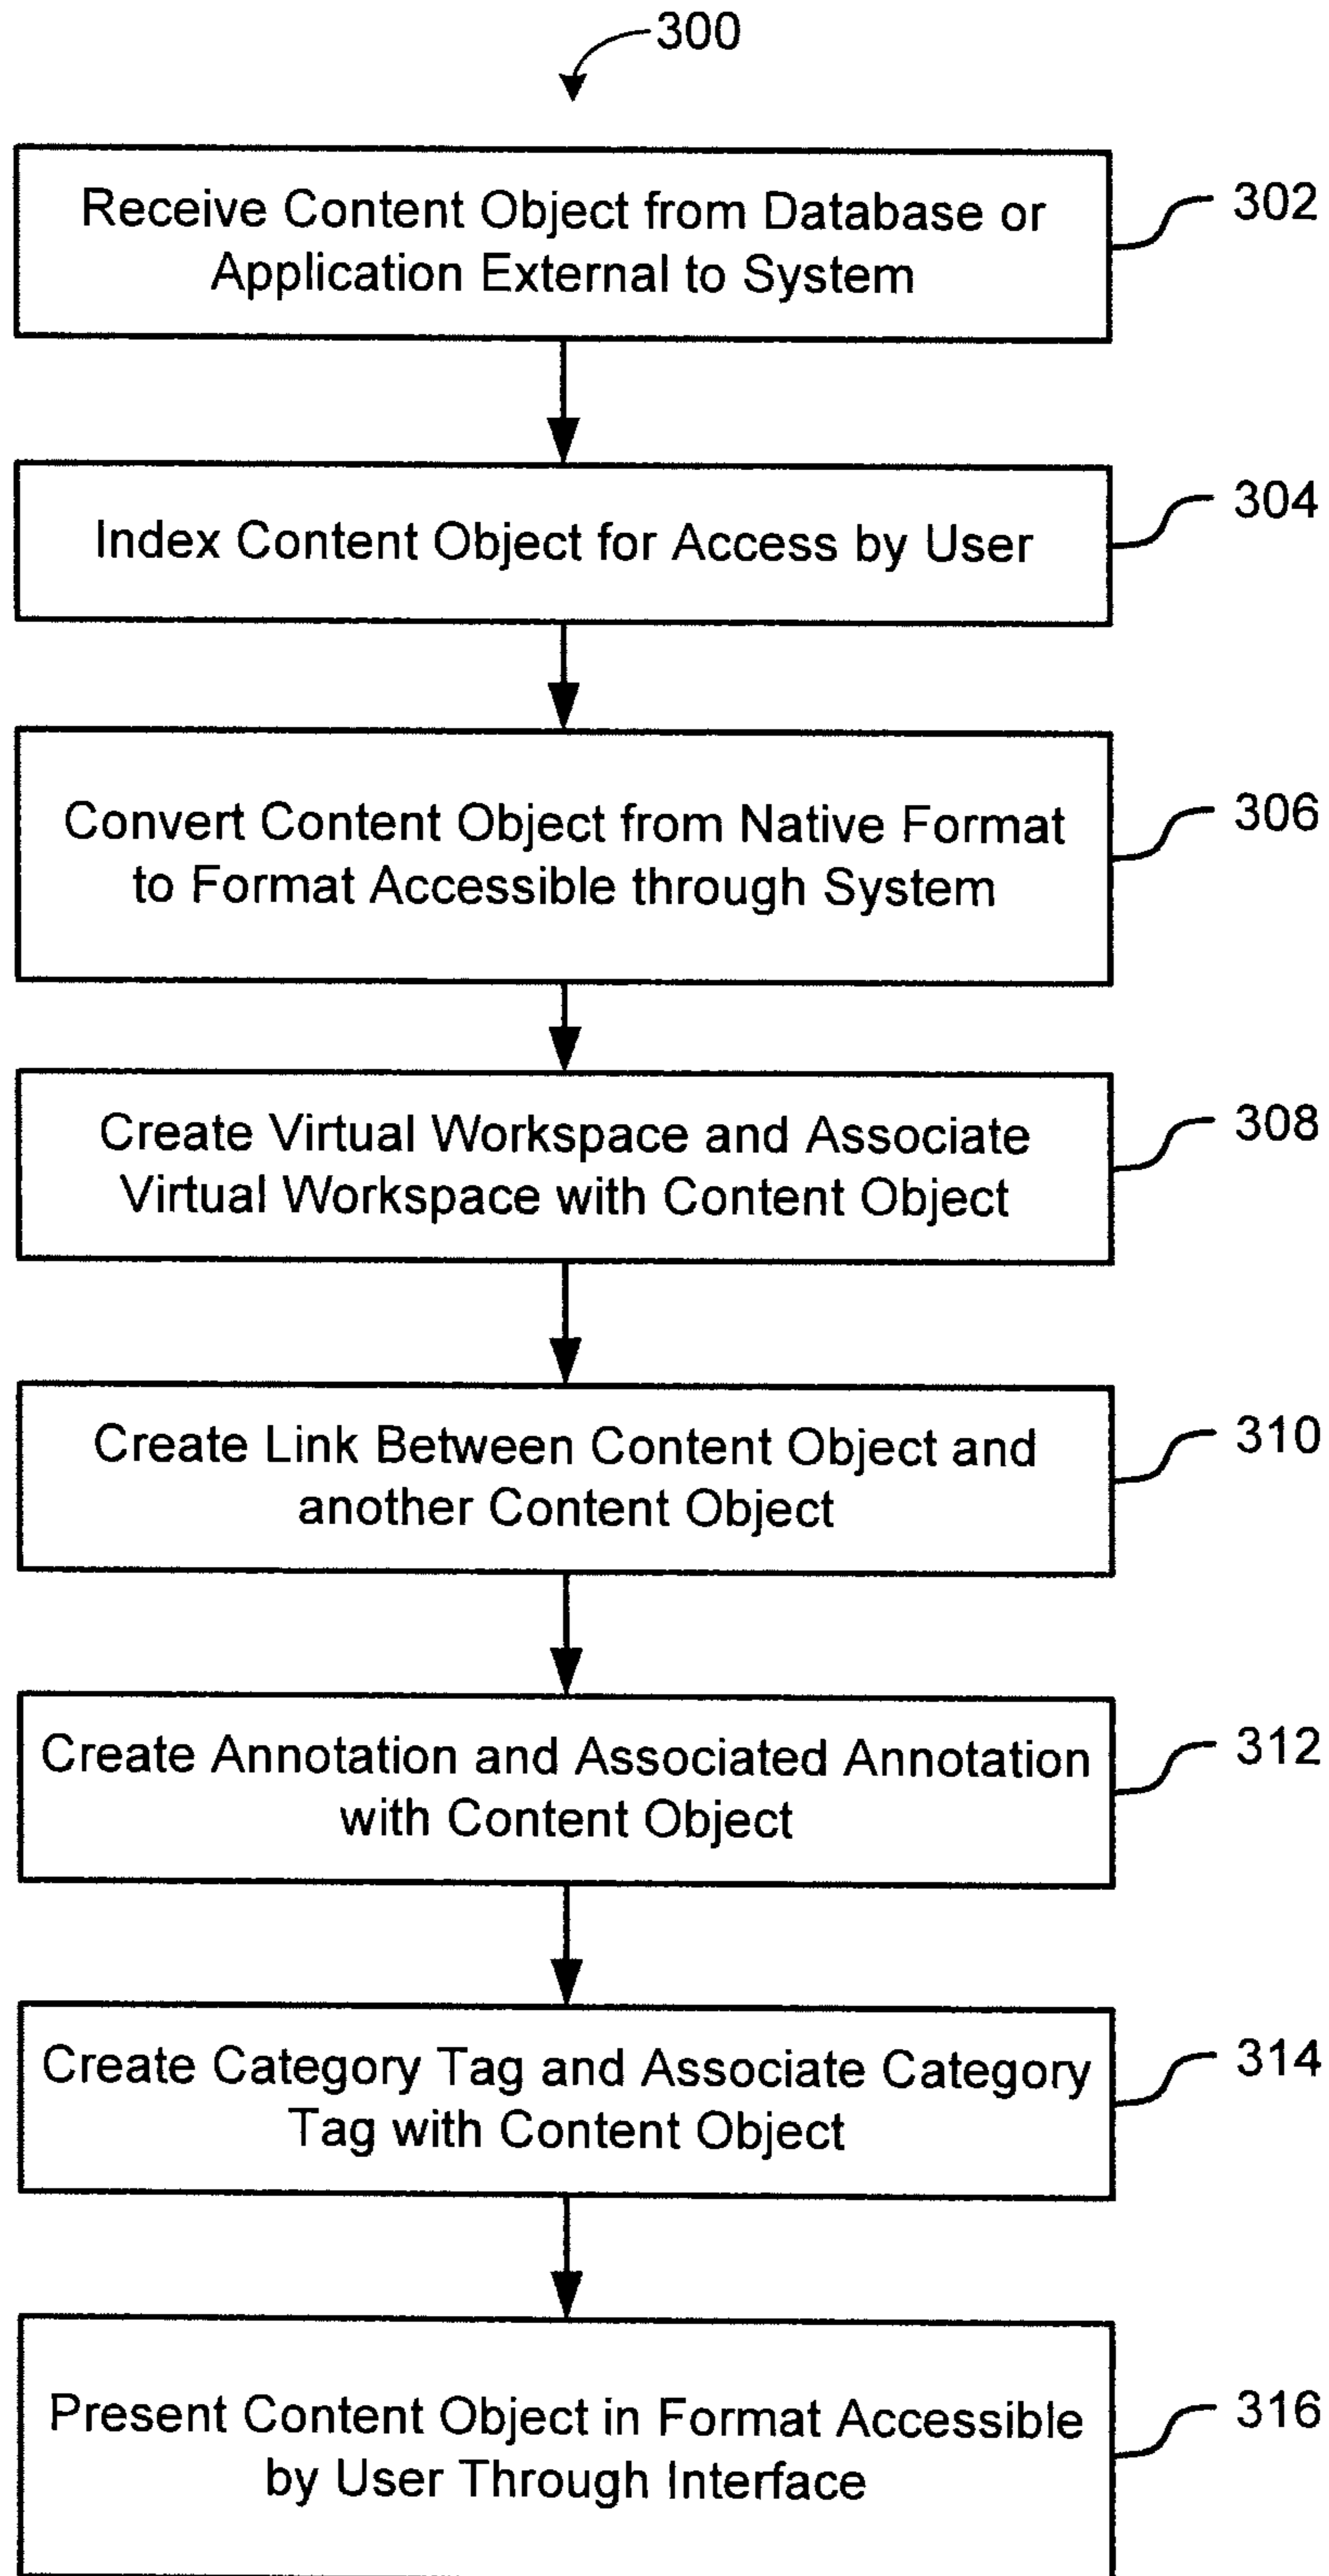 300
Receive Content Object from Database or
Application External to System
302
Index Content Object for Access by User
304
Convert Content Object from Native Format
to Format Accessible through System
306
Create Virtual Workspace and Associate
Virtual Workspace with Content Object
308
Create Link Between Content Object and
another Content Object
310
Create Annotation and Associated Annotation
with Content Object
312
Create Category Tag and Associate Category
Tag with Content Object
314
Present Content Object in Format Accessible
by User Through Interface
316